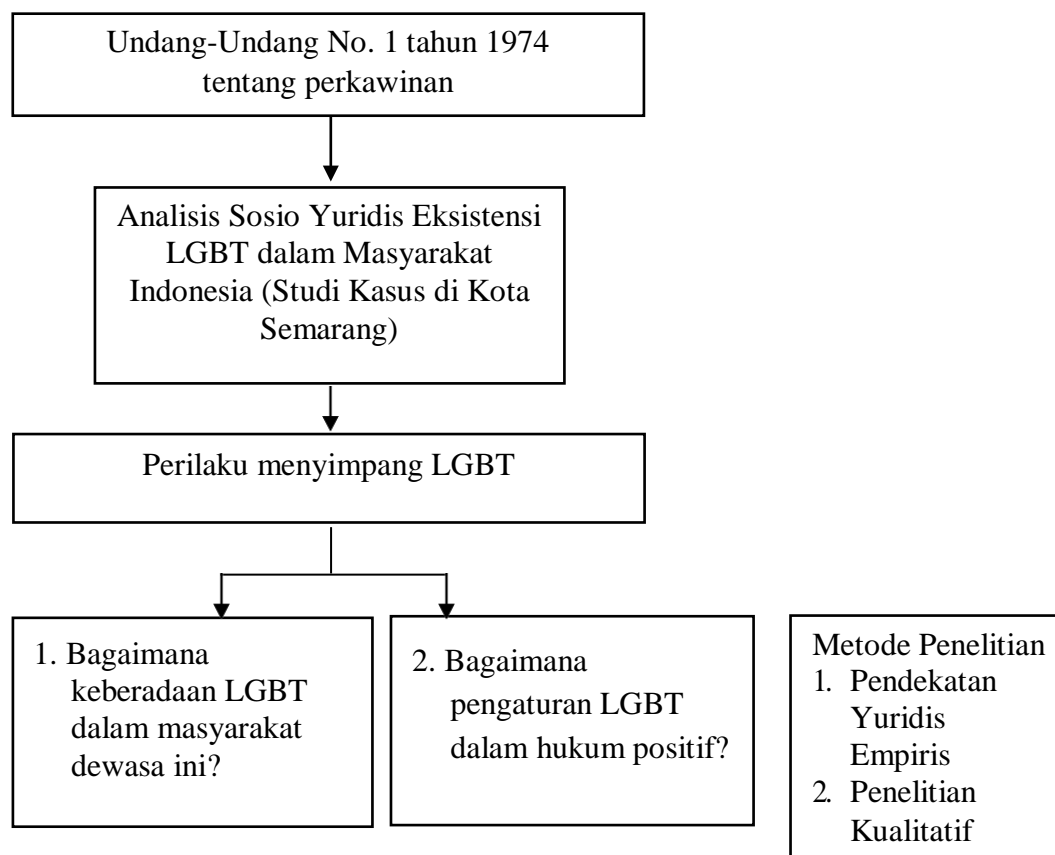 Undang-Undang No. 1 tahun 1974
tentang perkawinan
Analisis Sosio Yuridis Eksistensi
LGBT dalam Masyarakat
Indonesia (Studi Kasus di Kota
Semarang)
Perilaku menyimpang LGBT
1. Bagaimana
keberadaan LGBT
dalam masyarakat
dewasa ini?
2. Bagaimana
pengaturan LGBT
dalam hukum positif?
Metode Penelitian
1. Pendekatan
Yuridis
Empiris
2. Penelitian
Kualitatif